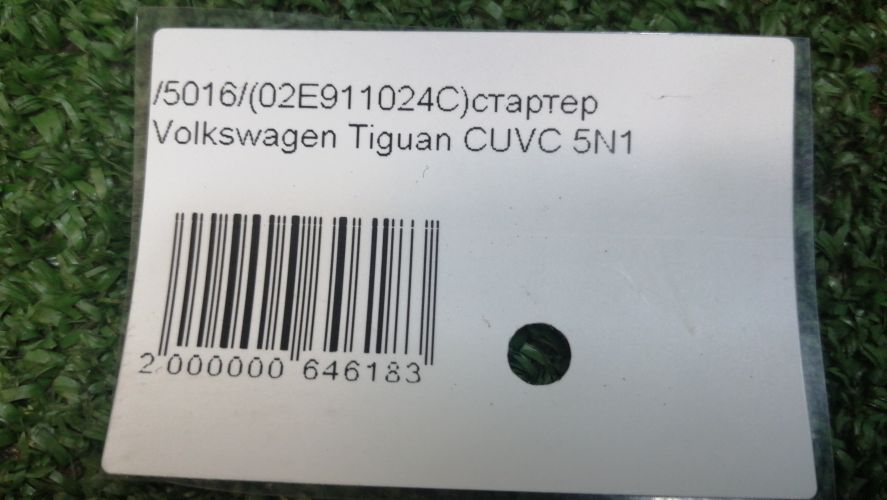 /5016/(02E911024C)стартер
Volkswagen Tiguan CUVC 5N1
2 000000 646183